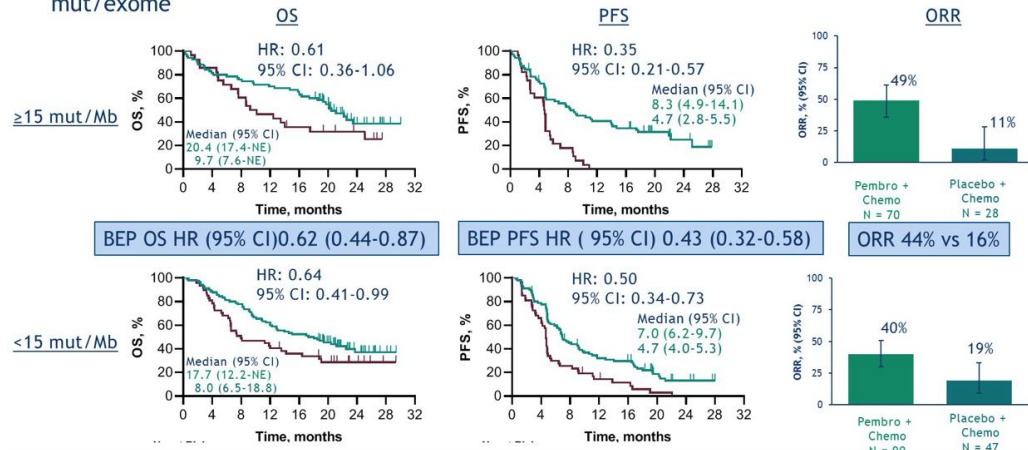 mut/exome
OS
PFS
ORR
≥15 mut/Mb
OS, %
100
80
60
40
20
0
HR: 0.61
95% CI: 0.36-1.06
Median (95% CI)
20.4 (17.4-NE)
9.7 (7.6-NE)
0 4 8 12 16 20 24 28 32
Time, months
PFS, %
100
80
60
40
20
0
HR: 0.35
95% CI: 0.21-0.57
Median (95% CI)
8.3 (4.9-14.1)
4.7 (2.8-5.5)
0 4 8 12 16 20 24 28 32
Time, months
ORR, % (95% CI)
100
75
50
25
0
49%
11%
Pembro +
Chemo
N = 70
Placebo +
Chemo
N = 28
BEP OS HR (95% CI)0.62 (0.44-0.87)
BEP PFS HR ( 95% CI) 0.43 (0.32-0.58)
ORR 44% vs 16%
<15 mut/Mb
OS, %
100
80
60
40
20
0
HR: 0.64
95% CI: 0.41-0.99
Median (95% CI)
17.7 (12.2-NE)
8.0 (6.5-18.8)
0 4 8 12 16 20 24 28 32
Time, months
PFS, %
100
80
60
40
20
0
HR: 0.50
95% CI: 0.34-0.73
Median (95% CI)
7.0 (6.2-9.7)
4.7 (4.0-5.3)
0 4 8 12 16 20 24 28 32
Time, months
ORR, % (95% CI)
100
75
50
25
0
40%
19%
Pembro +
Chemo
Placebo +
Chemo
N = 47